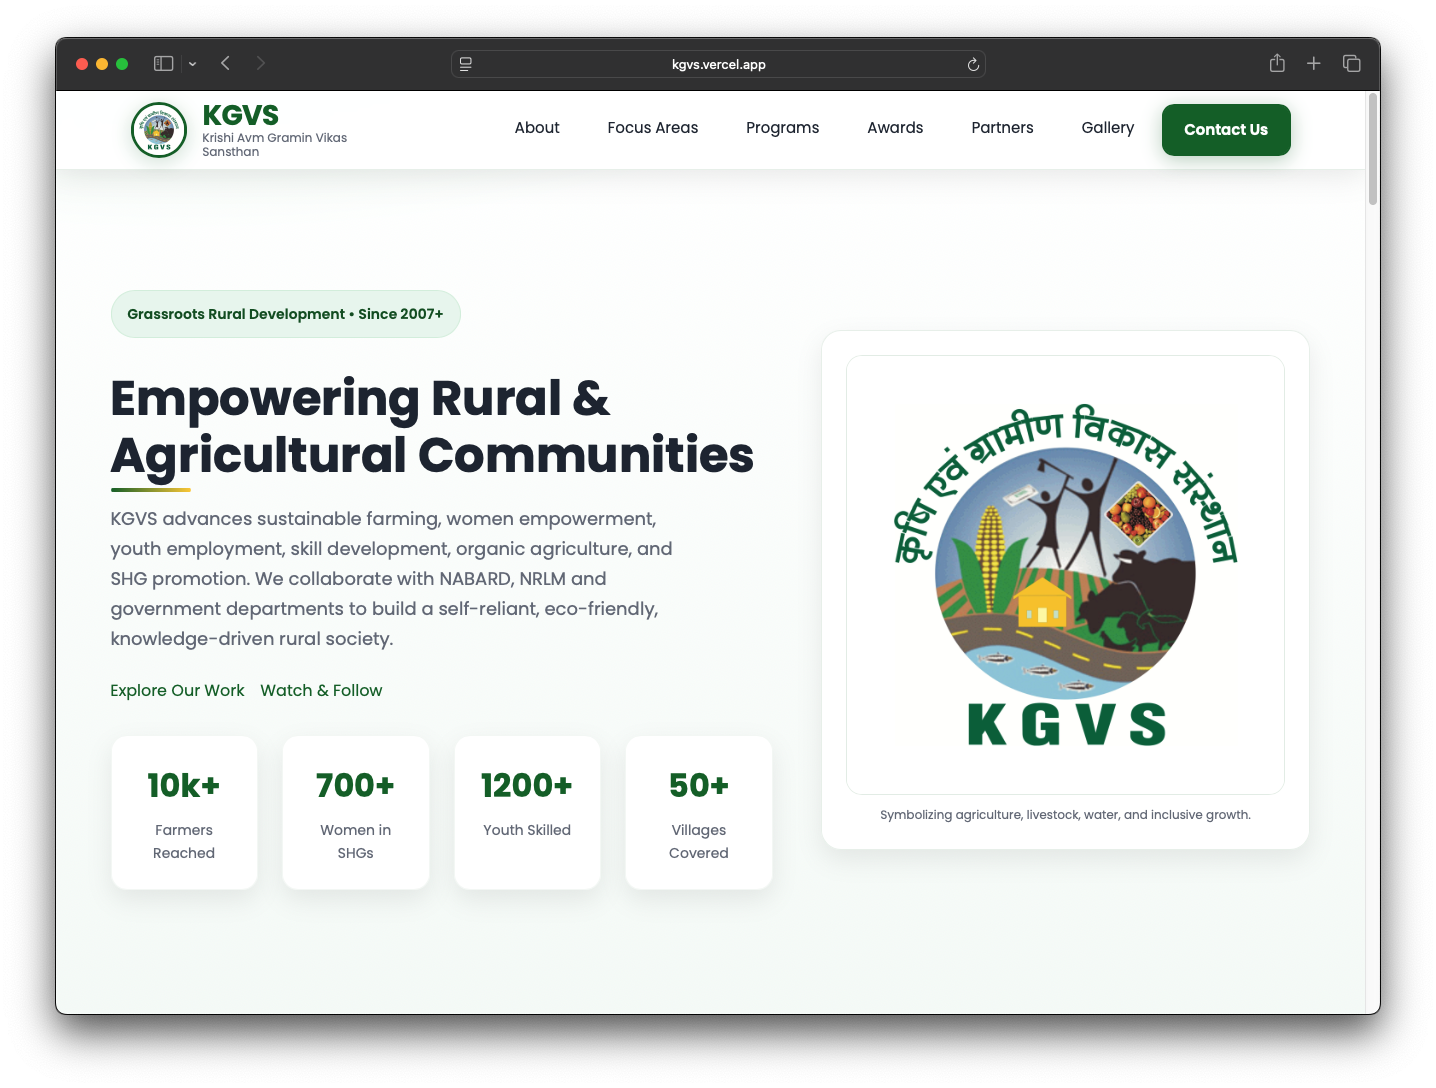 kgvs.vercel.app
KGVS
Krishi Avm Gramin Vikas
Sansthan
About
Focus Areas
Programs
Awards
Partners
Gallery
Contact Us
Grassroots Rural Development • Since 2007+
Empowering Rural &
Agricultural Communities
KGVS advances sustainable farming, women empowerment,
youth employment, skill development, organic agriculture, and
SHG promotion. We collaborate with NABARD, NRLM and
government departments to build a self-reliant, eco-friendly,
knowledge-driven rural society.
Explore Our Work
Watch & Follow
10k+
Farmers
Reached
700+
Women in
SHGs
1200+
Youth Skilled
50+
Villages
Covered
कृषि एवं ग्रामीण विकास संस्थान
KGVS
Symbolizing agriculture, livestock, water, and inclusive growth.